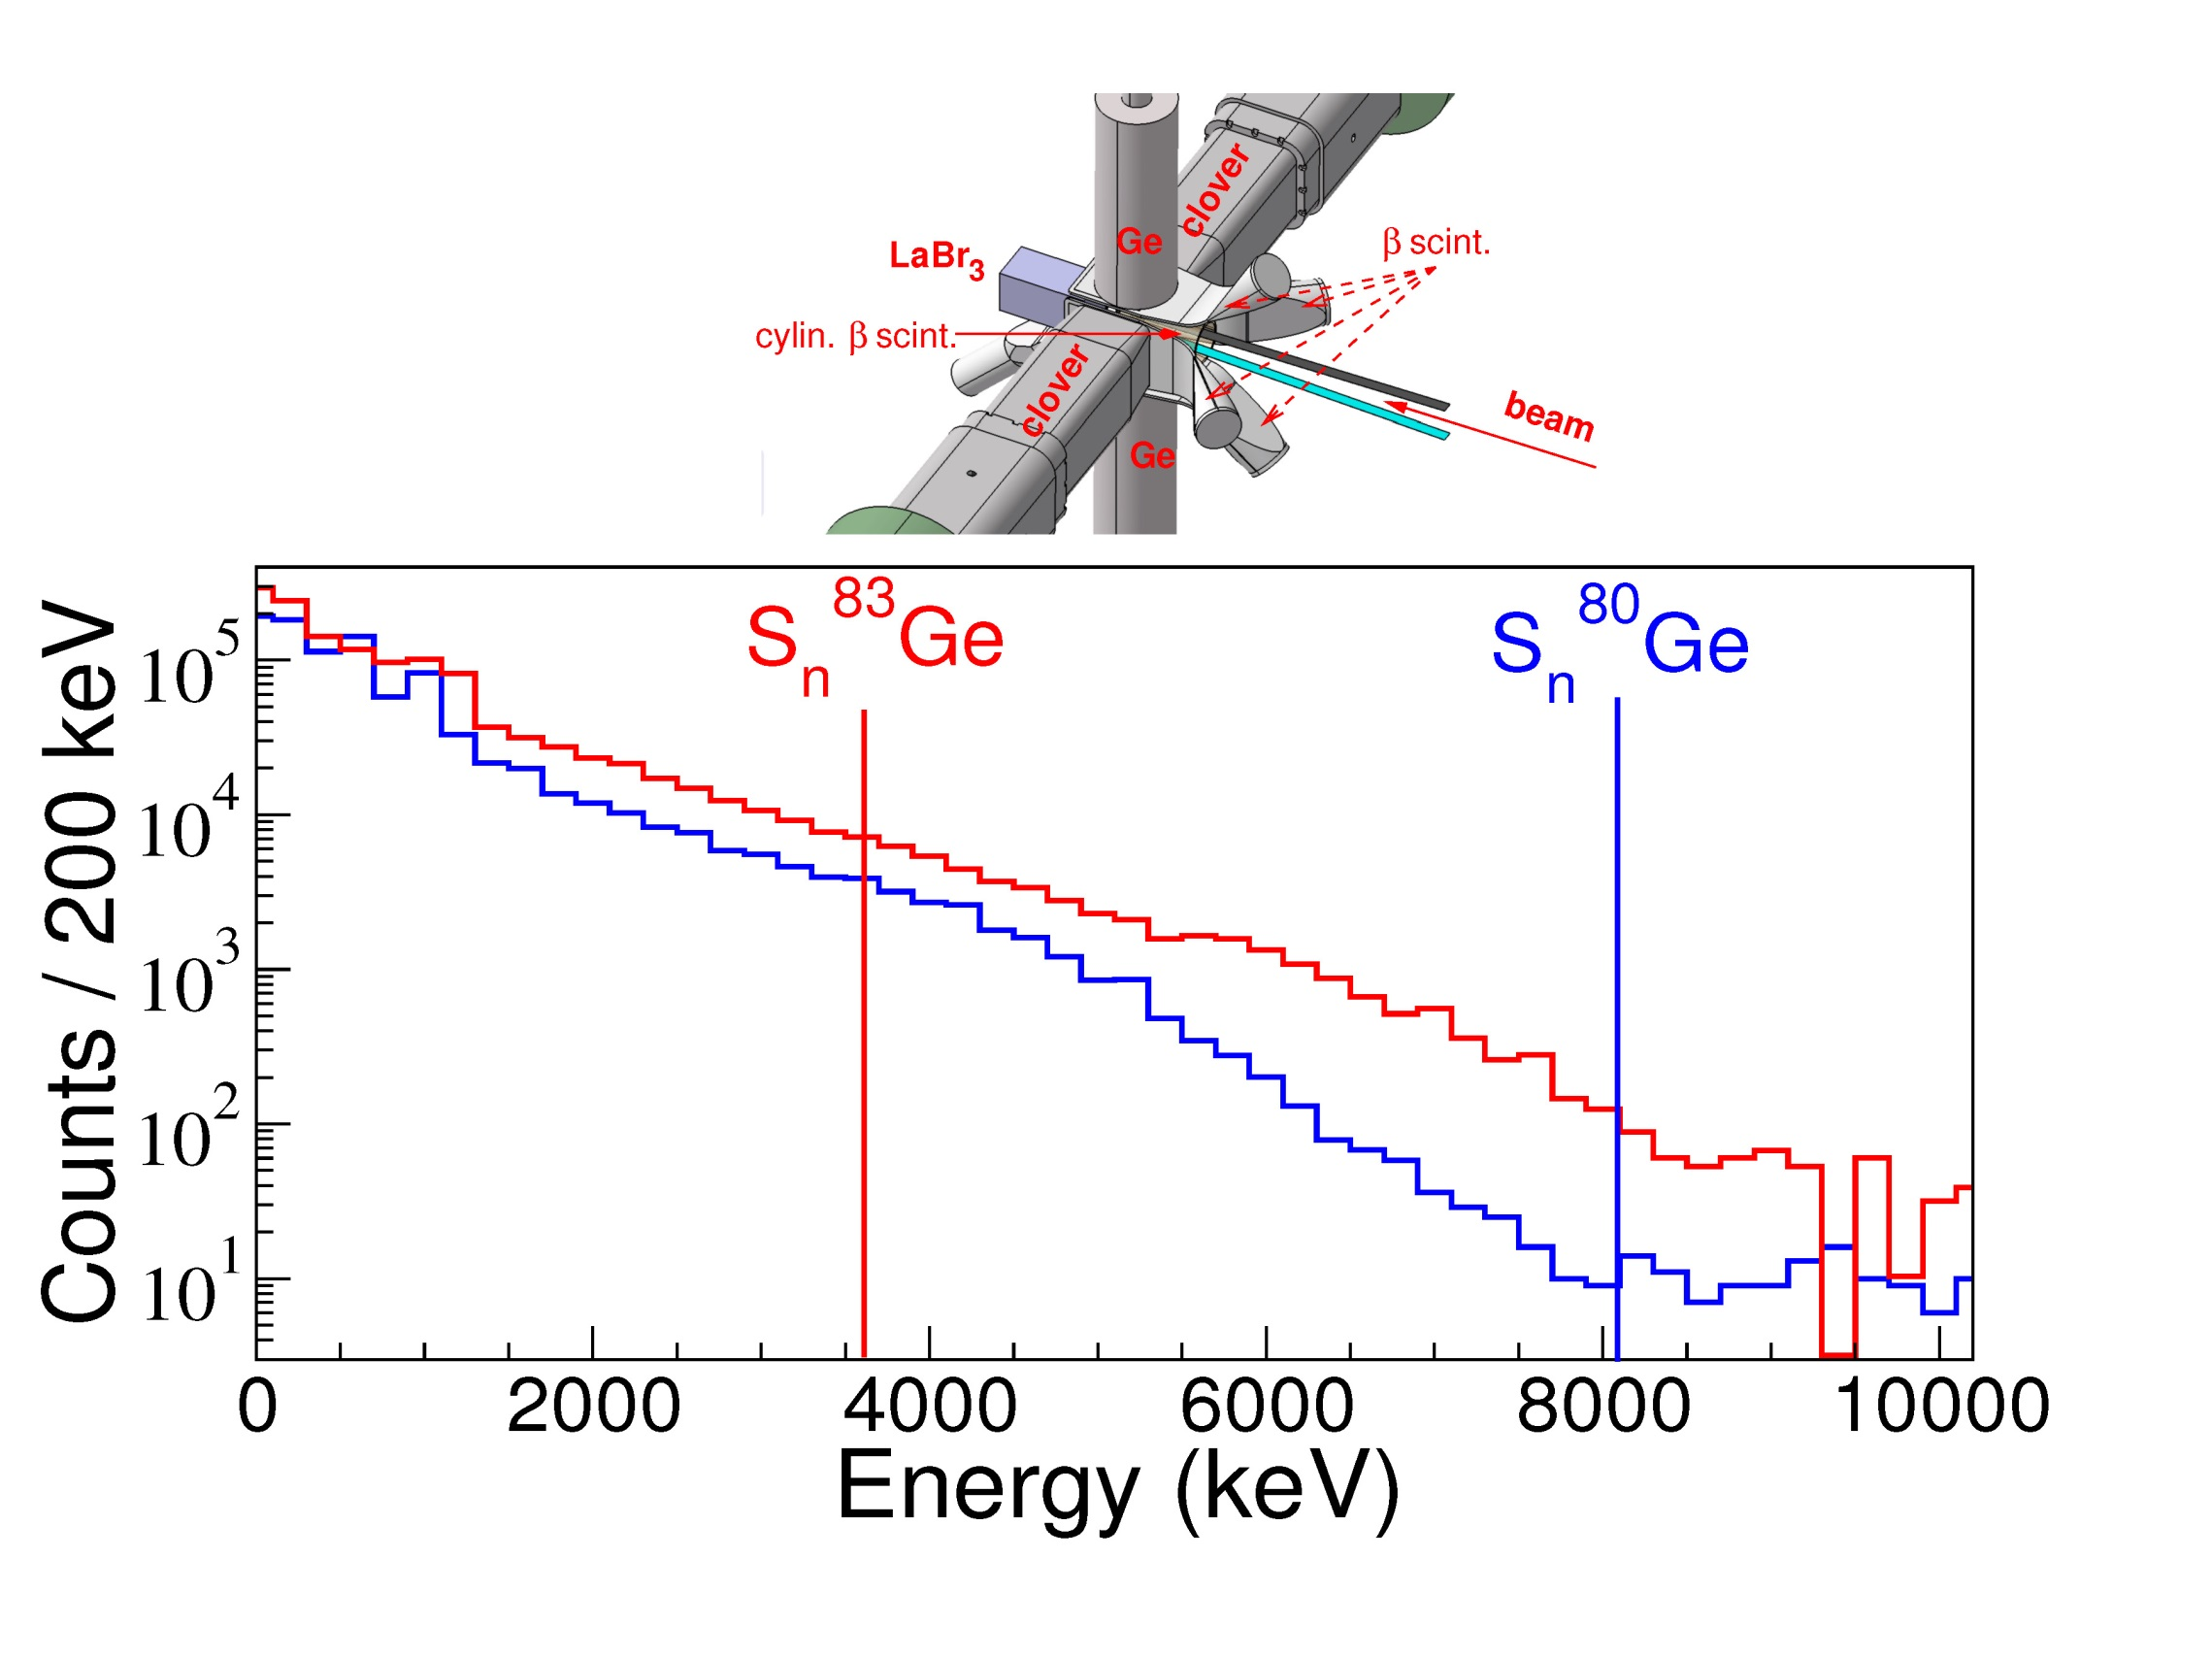 clover
Ge
β scint.
LaBr3
cylin. β scint.
clover
beam
Ge
Sn 83Ge
Sn 80Ge
Counts / 200 keV
10^5
10^4
10^3
10^2
10^1
0 2000 4000 6000 8000 10000
Energy (keV)